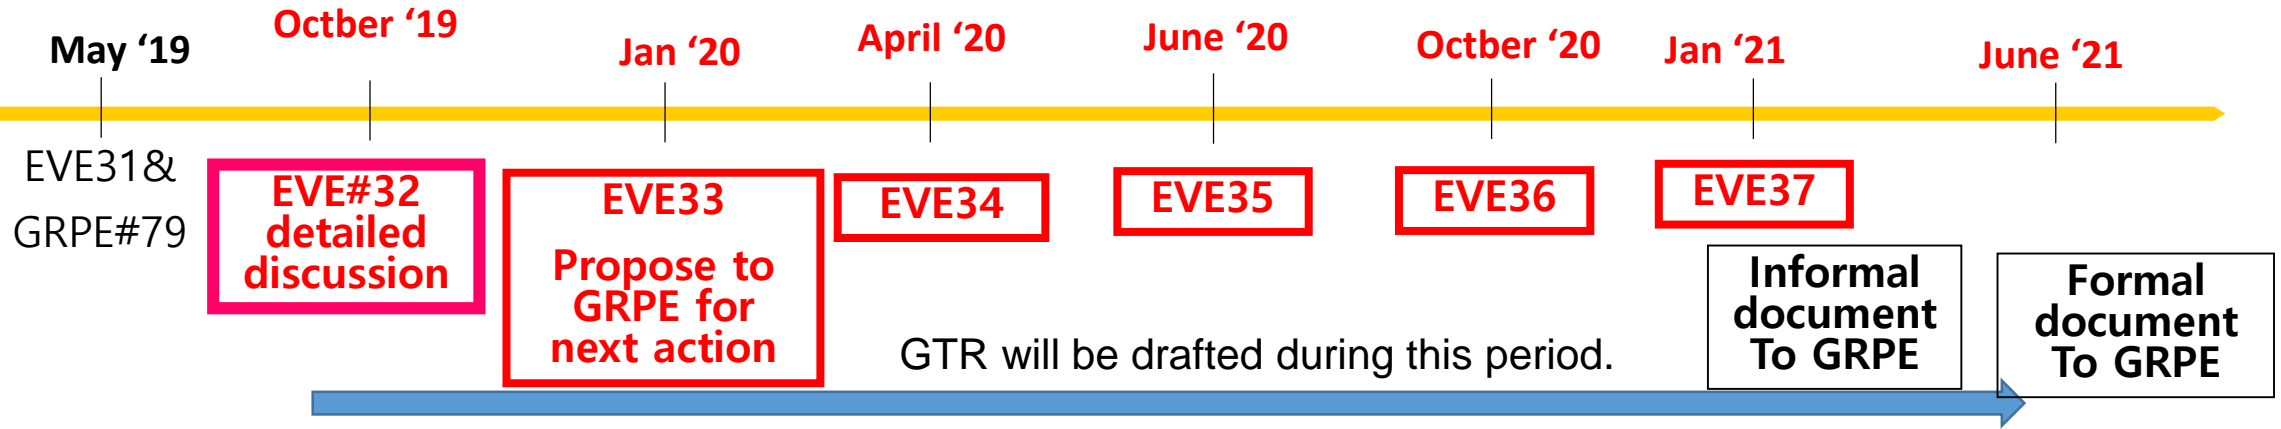 May ‘19
Octber ‘19
Jan ‘20
April ‘20
June ‘20
Octber ‘20
Jan ‘21
June ‘21
EVE31&
GRPE#79
EVE#32
detailed
discussion
EVE33
Propose to
GRPE for
next action
EVE34
EVE35
EVE36
EVE37
Informal
document
To GRPE
Formal
document
To GRPE
GTR will be drafted during this period.